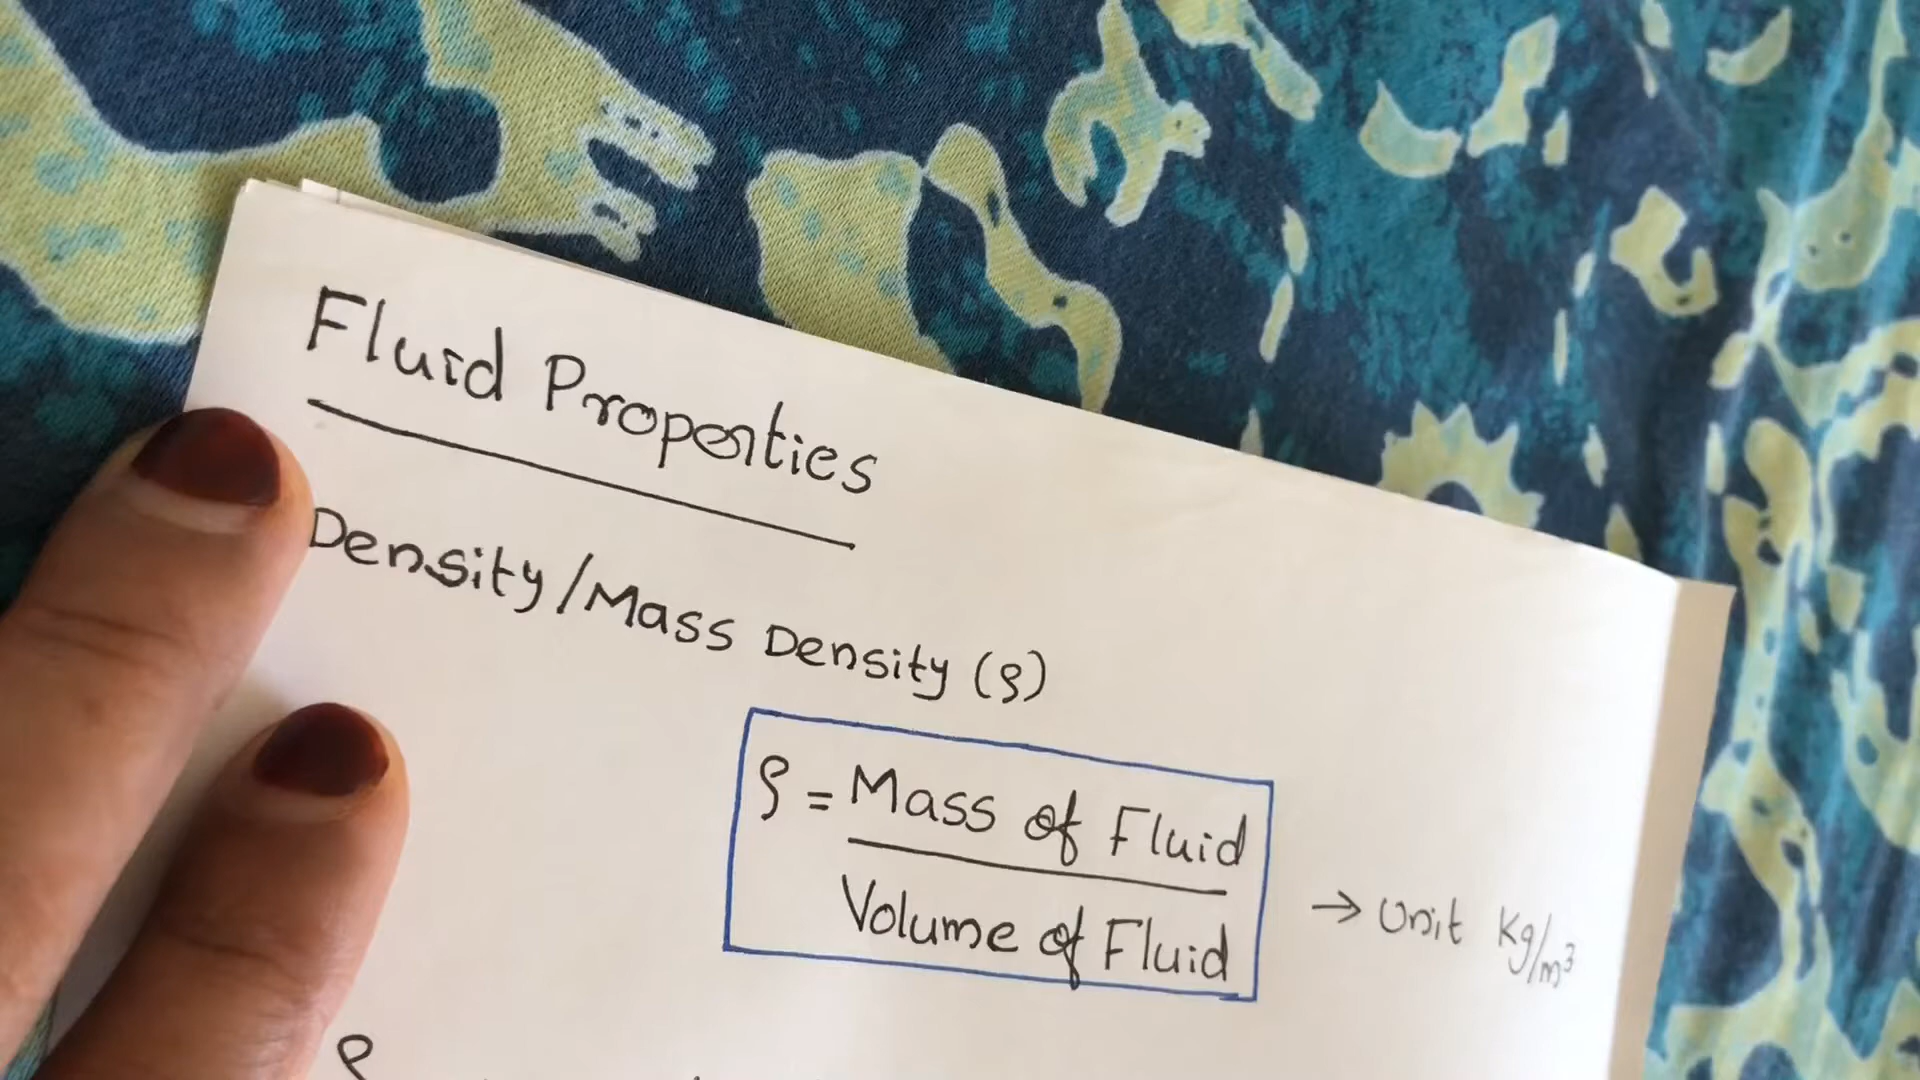 Fluid Properties
Density/Mass Density (ρ)
ρ = Mass of Fluid
Volume of Fluid
→ Unit Kg/m³
ρ